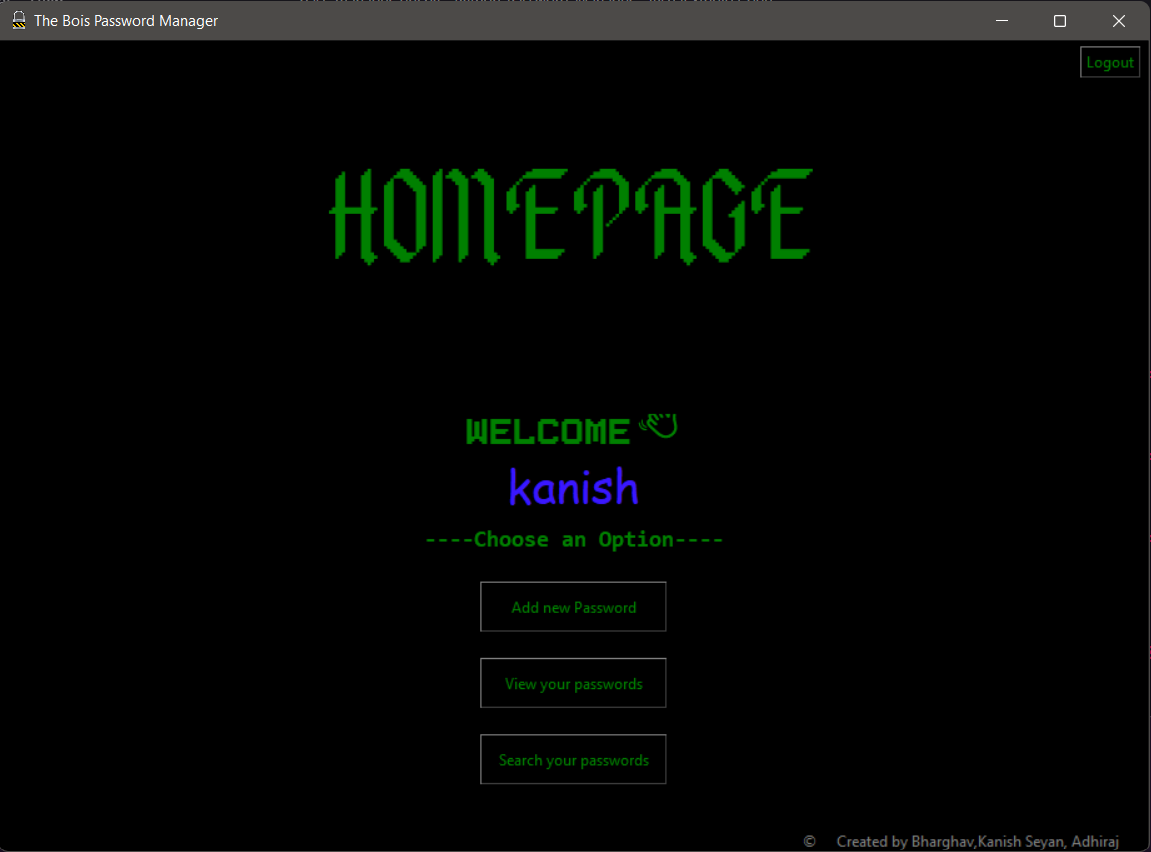 The Bois Password Manager
Logout
HOMEPAGE
WELCOME 👋
kanish
----Choose an Option----
Add new Password
View your passwords
Search your passwords
© Created by Bharghav,Kanish Seyan, Adhiraj